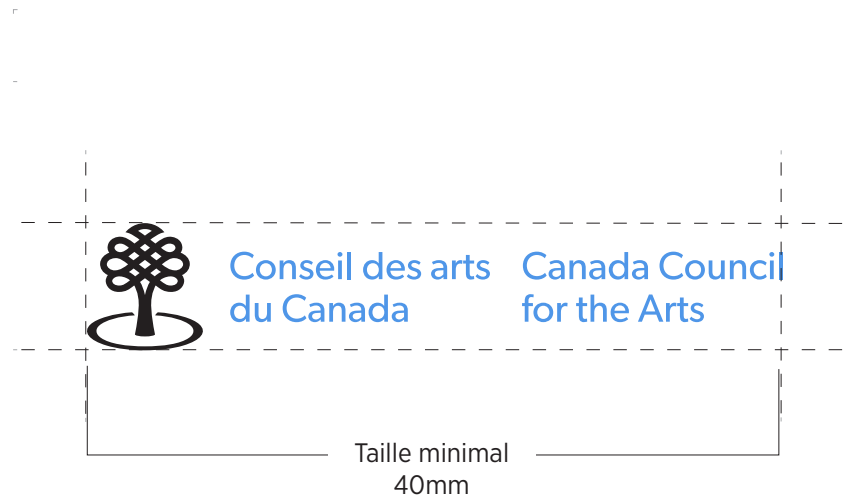 Conseil des arts
du Canada
Canada Council
for the Arts
Taille minimal
40mm